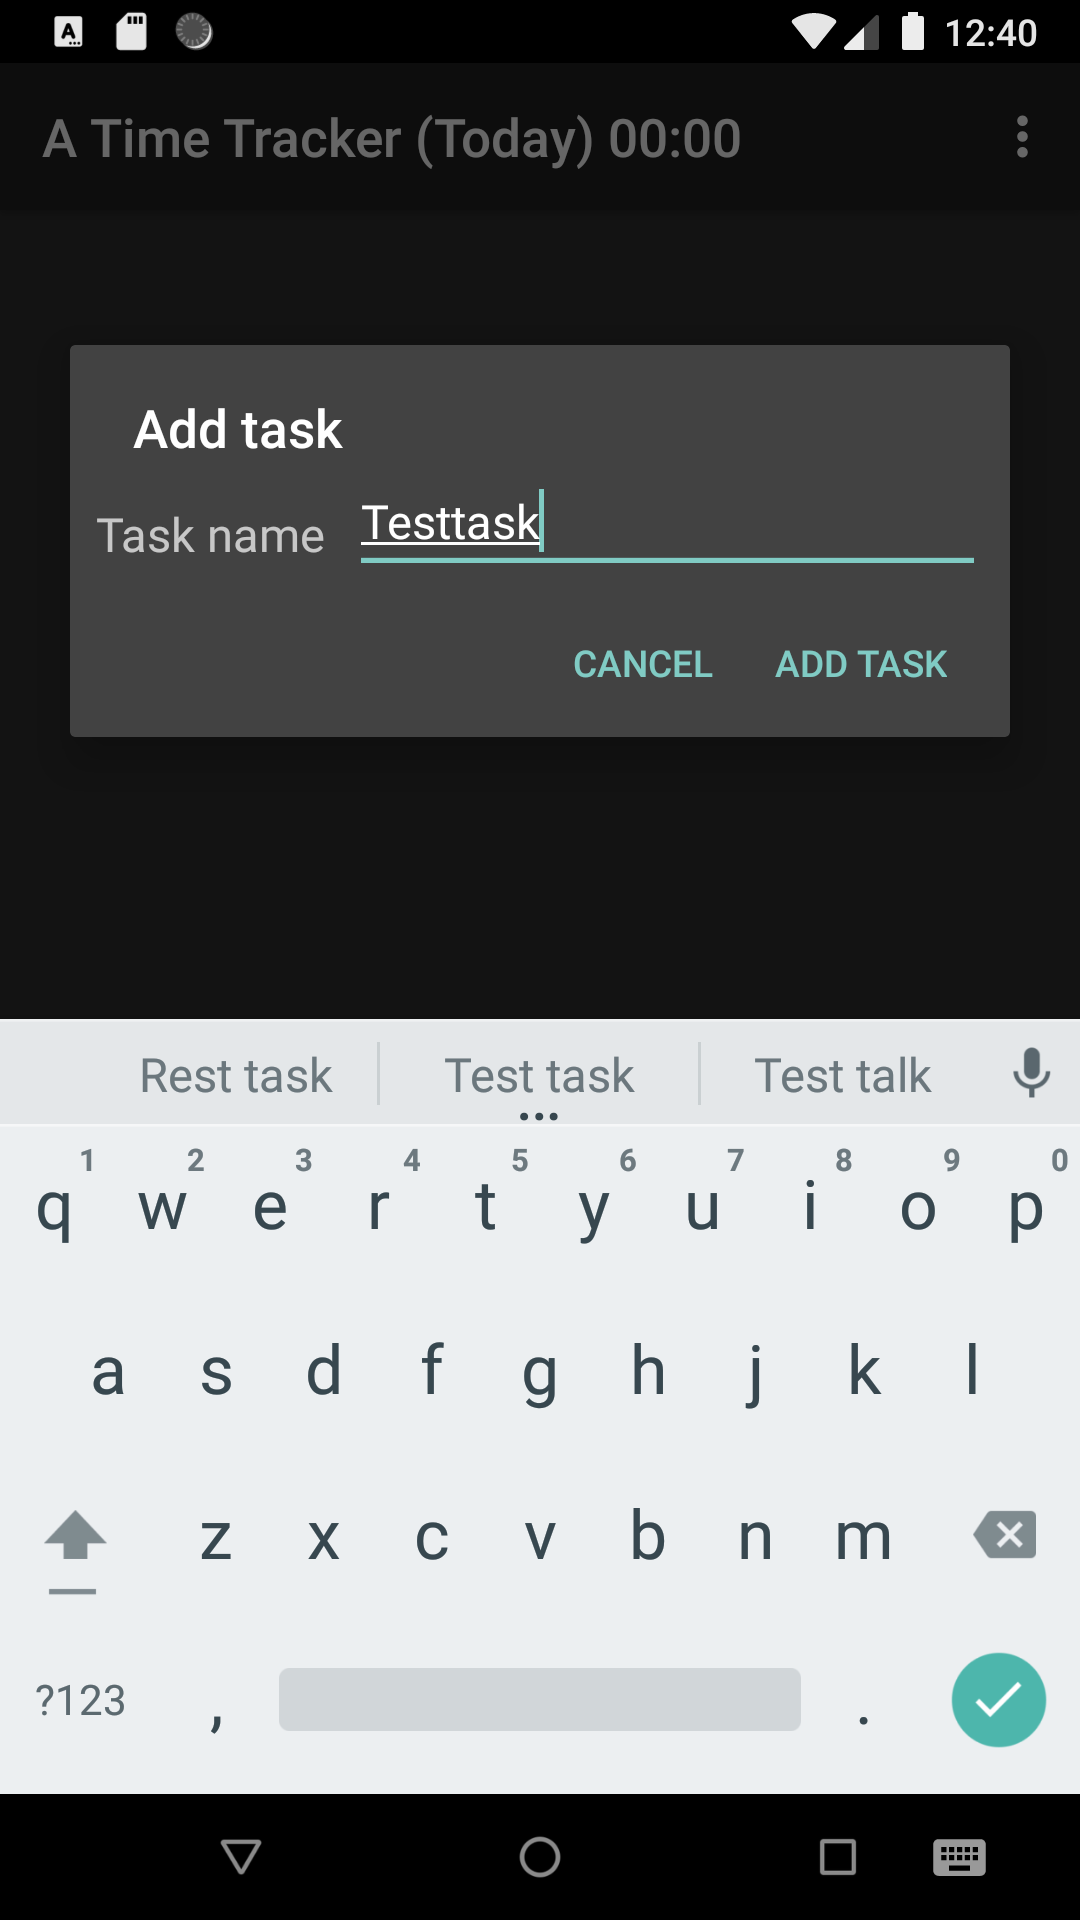 12:40
A Time Tracker (Today) 00:00
Add task
Task name Testtask
CANCEL ADD TASK
Rest task Test task Test talk
1 2 3 4 5 6 7 8 9 0
q w e r t y u i o p
a s d f g h j k l
z x c v b n m
?123 , .